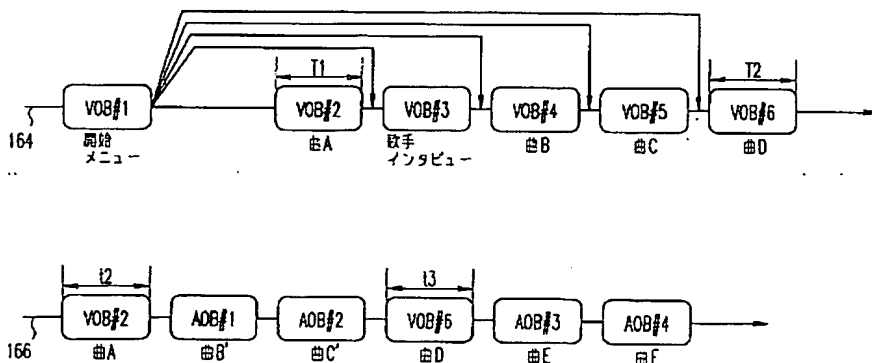 T1
T2
VOB#1
VOB#2
VOB#3
VOB#4
VOB#5
VOB#6
164
開始
メニュー
曲A
歌手
インタビュー
曲B
曲C
曲D
t2
t3
VOB#2
AOB#1
AOB#2
VOB#6
AOB#3
AOB#4
166
曲A
曲B'
曲C'
曲D
曲E
曲F